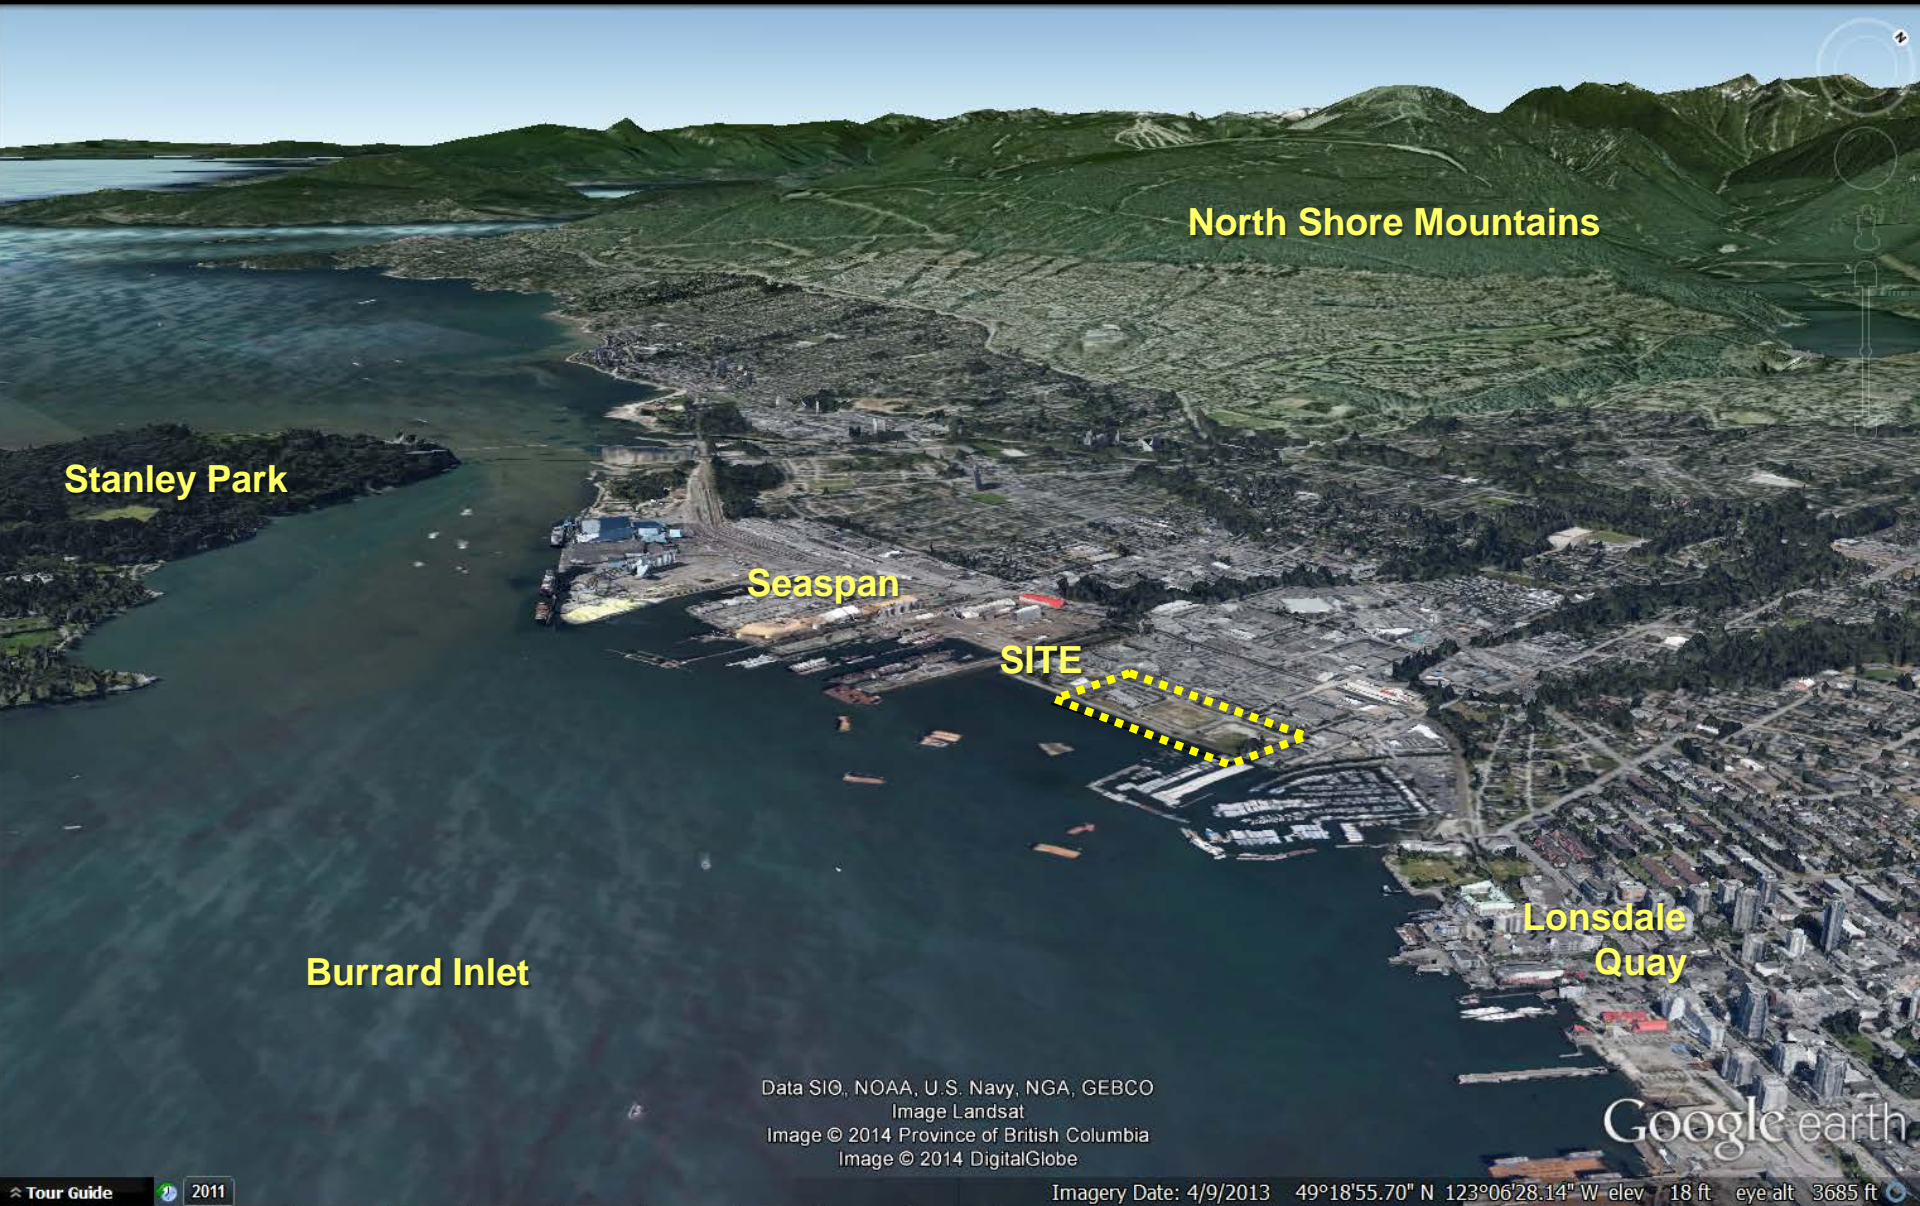 N
North Shore Mountains
Stanley Park
Seaspan
SITE
Lonsdale
Quay
Burrard Inlet
Data SIO, NOAA, U.S. Navy, NGA, GEBCO
Image Landsat
Image © 2014 Province of British Columbia
Image © 2014 DigitalGlobe
Google earth
Tour Guide
2011
Imagery Date: 4/9/2013 49°18'55.70" N 123°06'28.14" W elev 18 ft eye alt 3685 ft